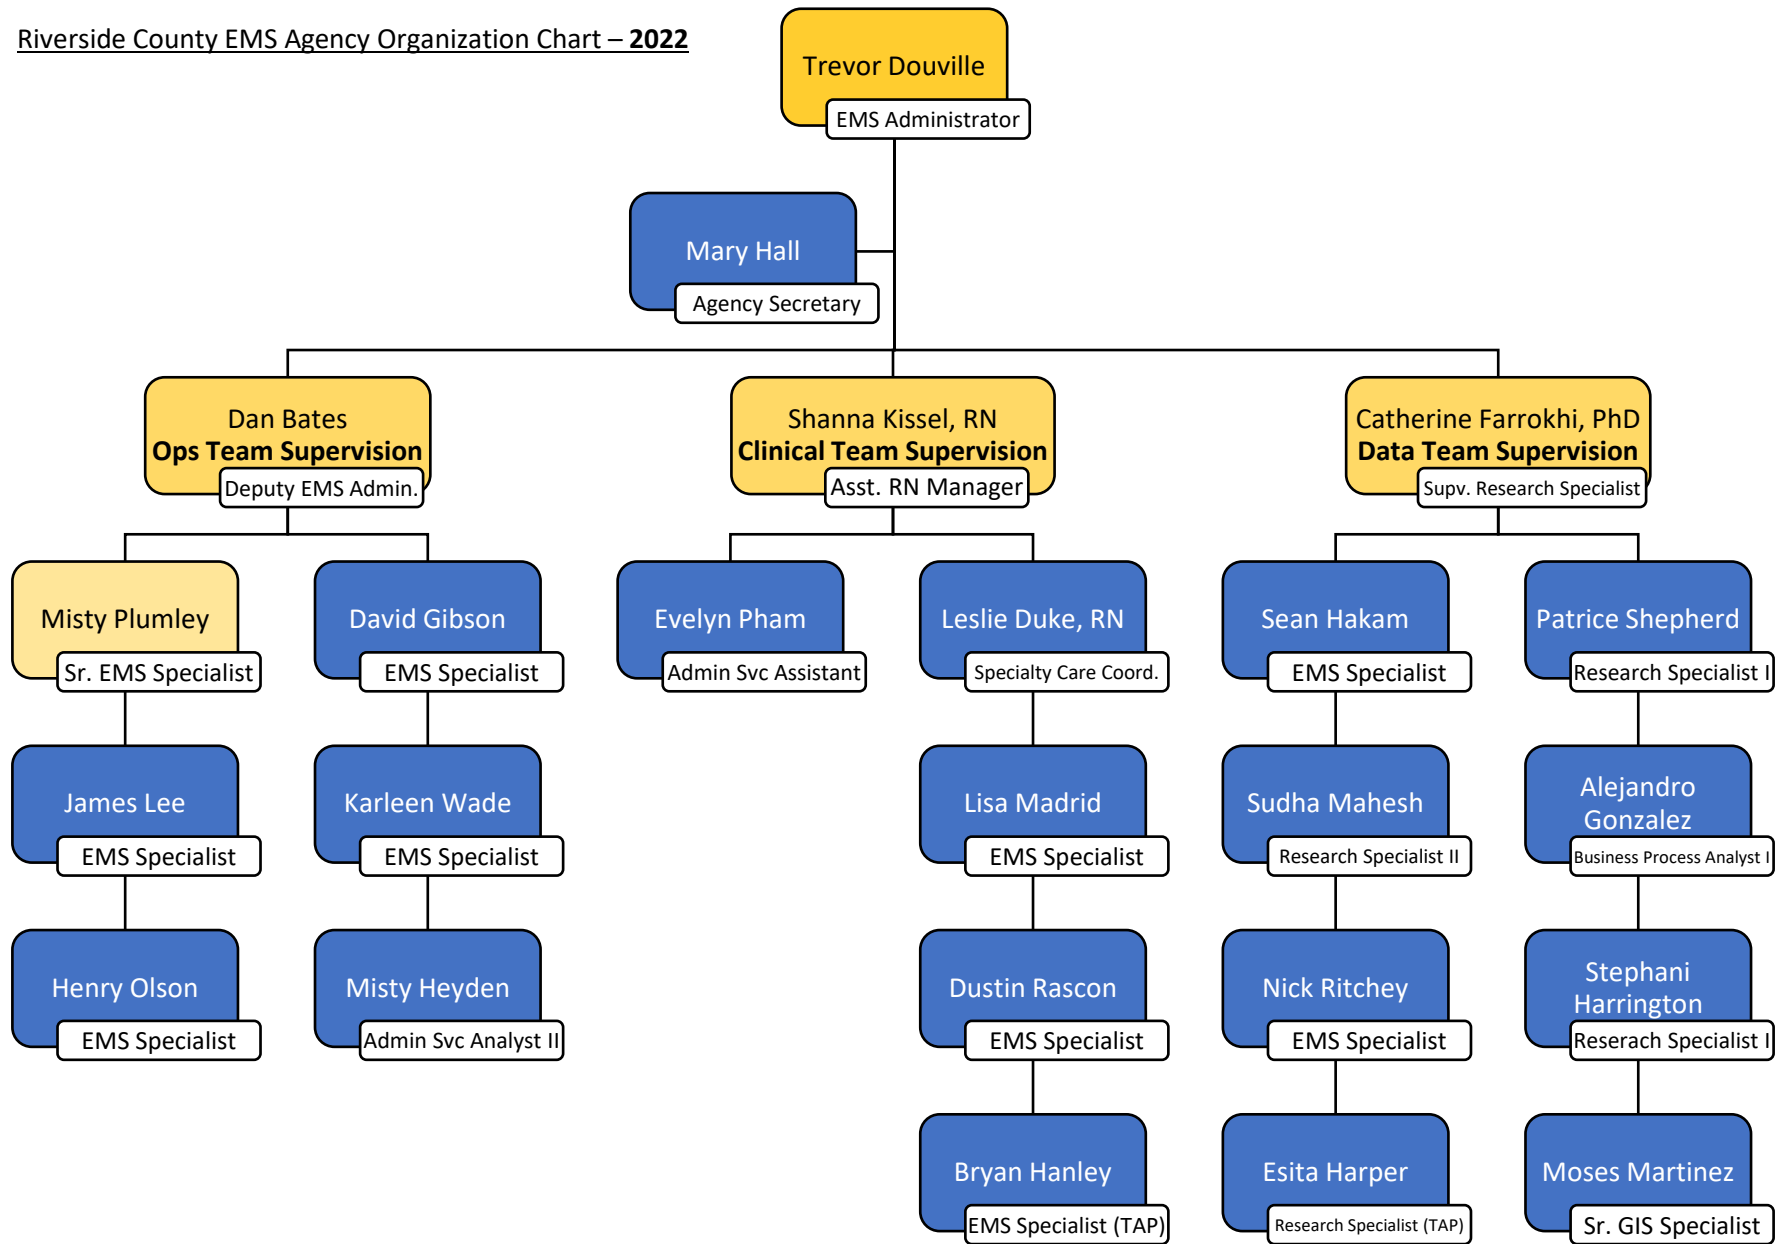 Riverside County EMS Agency Organization Chart – 2022
Trevor Douville
EMS Administrator
Mary Hall
Agency Secretary
Dan Bates
Ops Team Supervision
Deputy EMS Admin.
Shanna Kissel, RN
Clinical Team Supervision
Asst. RN Manager
Catherine Farrokhi, PhD
Data Team Supervision
Supv. Research Specialist
Misty Plumley
Sr. EMS Specialist
David Gibson
EMS Specialist
Evelyn Pham
Admin Svc Assistant
Leslie Duke, RN
Specialty Care Coord.
Sean Hakam
EMS Specialist
Patrice Shepherd
Research Specialist I
James Lee
EMS Specialist
Karleen Wade
EMS Specialist
Lisa Madrid
EMS Specialist
Sudha Mahesh
Research Specialist II
Alejandro
Gonzalez
Business Process Analyst I
Henry Olson
EMS Specialist
Misty Heyden
Admin Svc Analyst II
Dustin Rascon
EMS Specialist
Nick Ritchey
EMS Specialist
Stephani
Harrington
Reserach Specialist I
Bryan Hanley
EMS Specialist (TAP)
Esita Harper
Research Specialist (TAP)
Moses Martinez
Sr. GIS Specialist